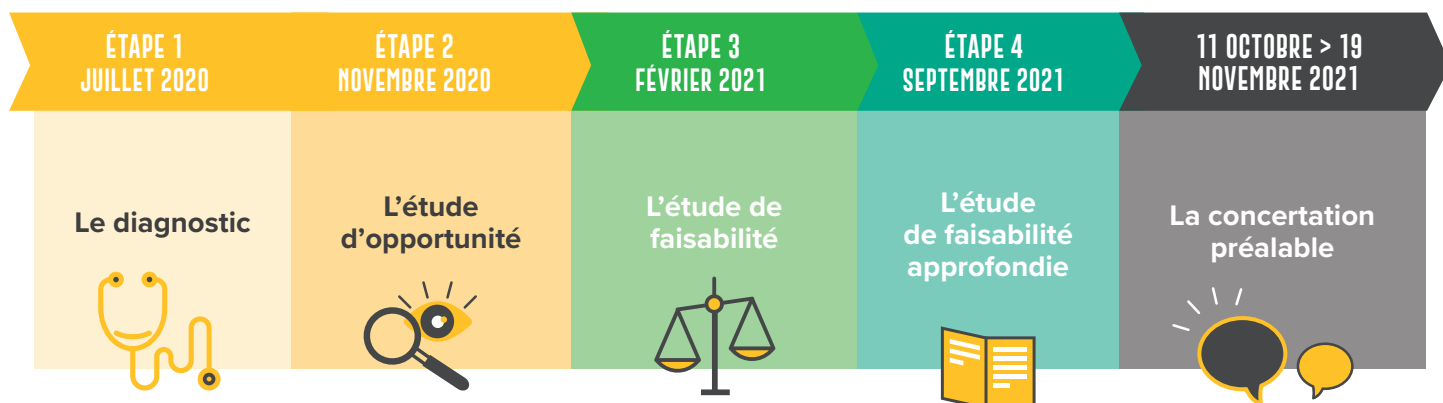 ÉTAPE 1
JUILLET 2020
ÉTAPE 2
NOVEMBRE 2020
ÉTAPE 3
FÉVRIER 2021
ÉTAPE 4
SEPTEMBRE 2021
11 OCTOBRE > 19
NOVEMBRE 2021
Le diagnostic
L’étude
d’opportunité
L’étude de
faisabilité
L’étude
de faisabilité
approfondie
La concertation
préalable